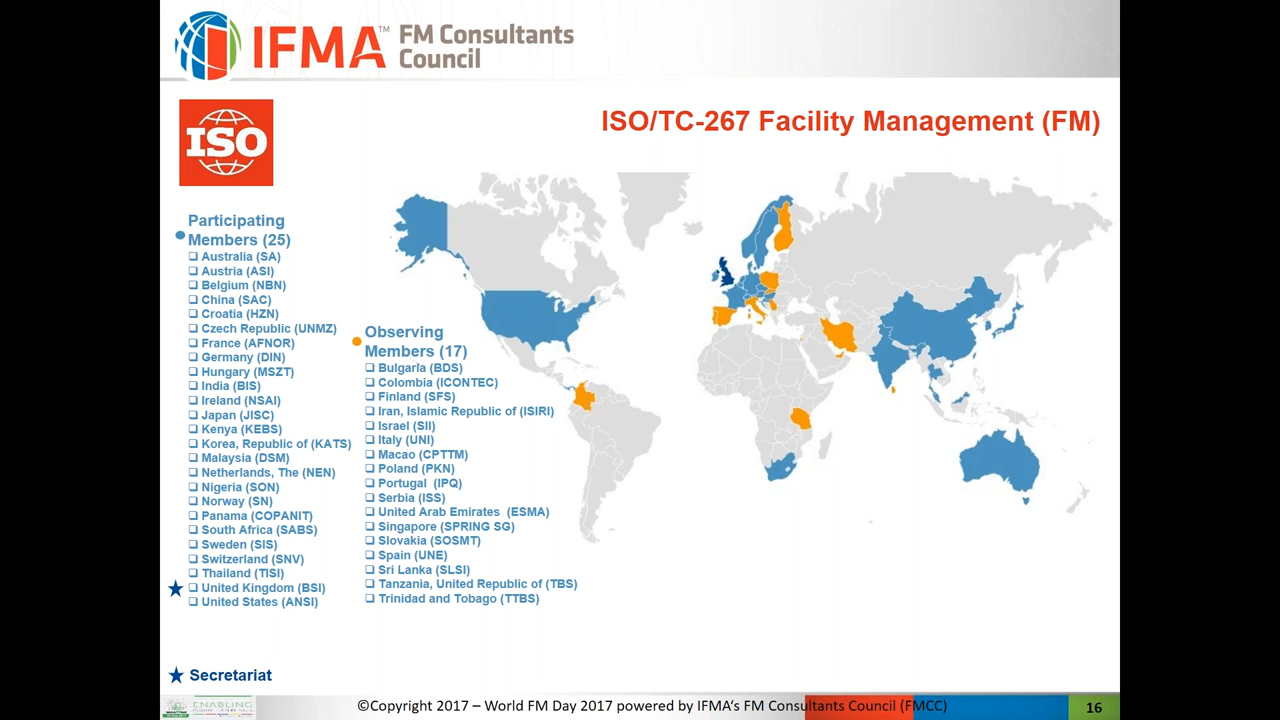 IFMA™ FM Consultants
Council
ISO
ISO/TC-267 Facility Management (FM)
Participating
Members (25)
Australia (SA)
Austria (ASI)
Belgium (NBN)
China (SAC)
Croatia (HZN)
Czech Republic (UNMZ)
France (AFNOR)
Germany (DIN)
Hungary (MSZT)
India (BIS)
Ireland (NSAI)
Japan (JISC)
Kenya (KEBS)
Korea, Republic of (KATS)
Malaysia (DSM)
Netherlands, The (NEN)
Nigeria (SON)
Norway (SN)
Panama (COPANIT)
South Africa (SABS)
Sweden (SIS)
Switzerland (SNV)
Thailand (TISI)
United Kingdom (BSI)
United States (ANSI)
Observing
Members (17)
Bulgarla (BDS)
Colombia (ICONTEC)
Finland (SFS)
Iran, Islamic Republic of (ISIRI)
Israel (SII)
Italy (UNI)
Macao (CPTTM)
Poland (PKN)
Portugal (IPQ)
Serbia (ISS)
United Arab Emirates (ESMA)
Singapore (SPRING SG)
Slovakia (SOSMT)
Spain (UNE)
Sri Lanka (SLSI)
Tanzania, United Republic of (TBS)
Trinidad and Tobago (TTBS)
Secretariat
ENABLING
©Copyright 2017 – World FM Day 2017 powered by IFMA‘s FM Consultants Council (FMCC)
16